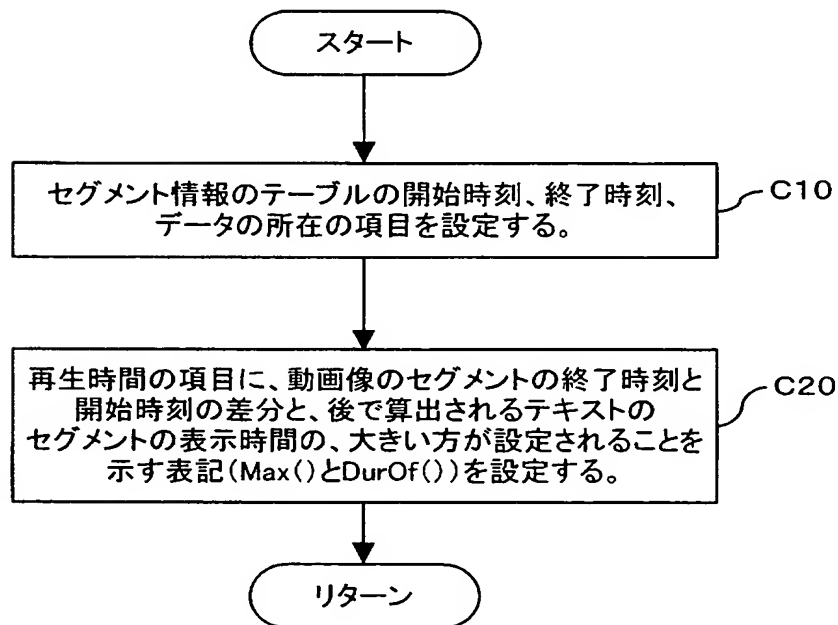 スタート
セグメント情報のテーブルの開始時刻、終了時刻、
データの所在の項目を設定する。
C10
再生時間の項目に、動画像のセグメントの終了時刻と
開始時刻の差分と、後で算出されるテキストの
セグメントの表示時間の、大きい方が設定されることを
示す表記(Max()とDurOf())を設定する。
C20
リターン